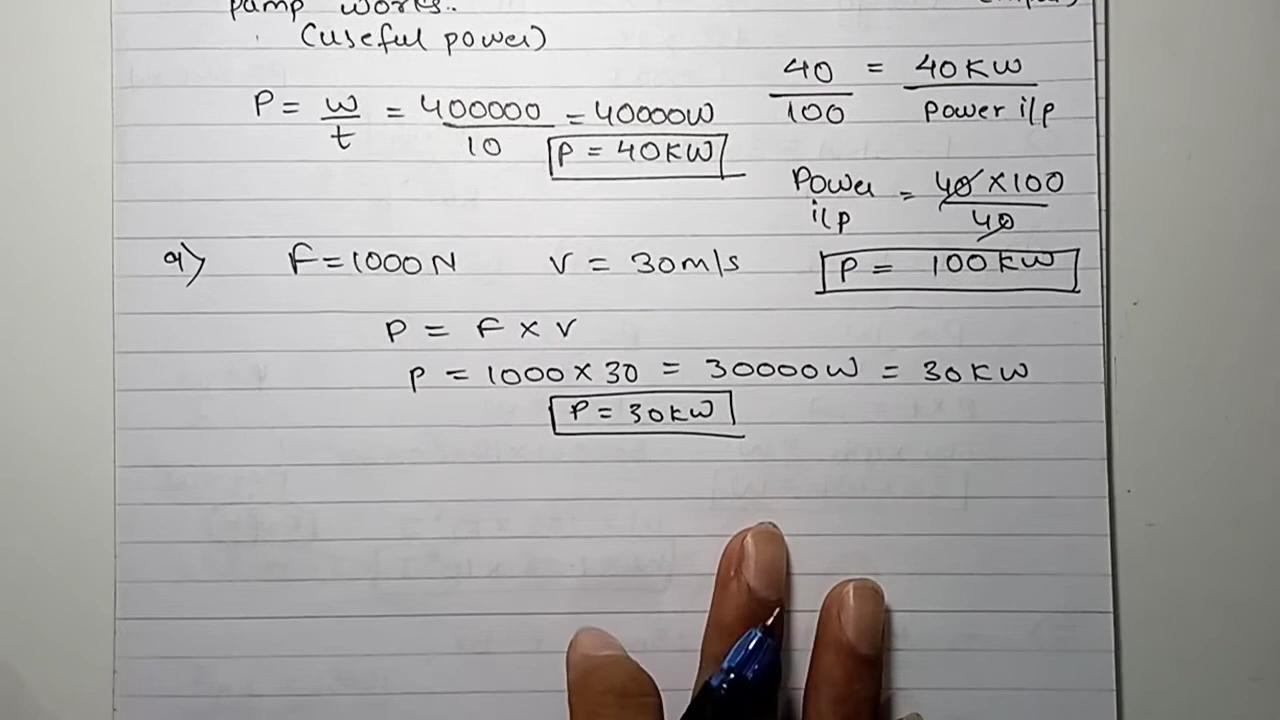 pump works..
(useful power)
P = W/t = 400000/10 = 40000W
P = 40KW
40/100 = 40KW/Power i/p
Power i/p = 40×100/40
P = 100KW
9) F=1000N V = 30m/s
P = F × V
P = 1000 × 30 = 30000W = 30KW
P = 30KW